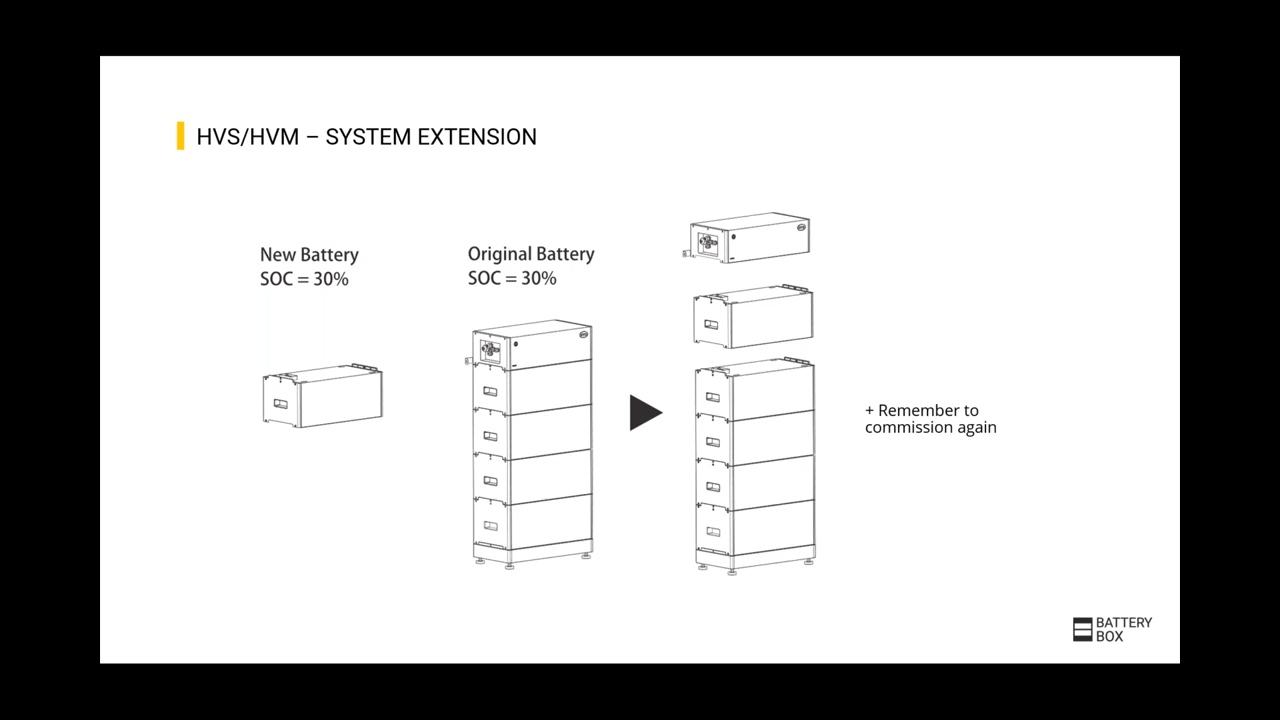 HVS/HVM – SYSTEM EXTENSION
New Battery
SOC = 30%
Original Battery
SOC = 30%
+ Remember to
commission again
BATTERY
BOX